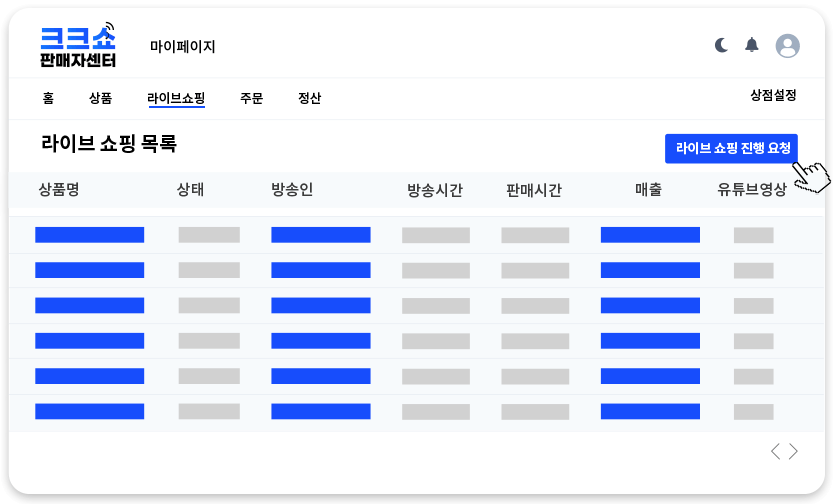 크크쇼
판매자센터
마이페이지
홈 상품 라이브쇼핑 주문 정산 상점설정
라이브 쇼핑 목록
라이브 쇼핑 진행 요청
상품명 상태 방송인 방송시간 판매시간 매출 유튜브영상